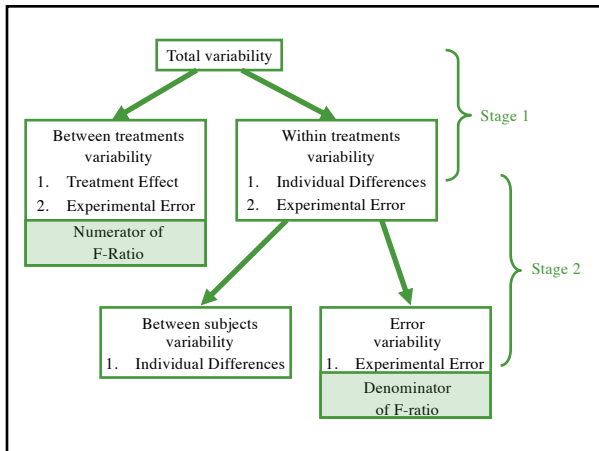 Total variability
Stage 1
Between treatments
variability
1. Treatment Effect
2. Experimental Error
Numerator of
F-Ratio
Within treatments
variability
1. Individual Differences
2. Experimental Error
Stage 2
Between subjects
variability
1. Individual Differences
Error
variability
1. Experimental Error
Denominator
of F-ratio